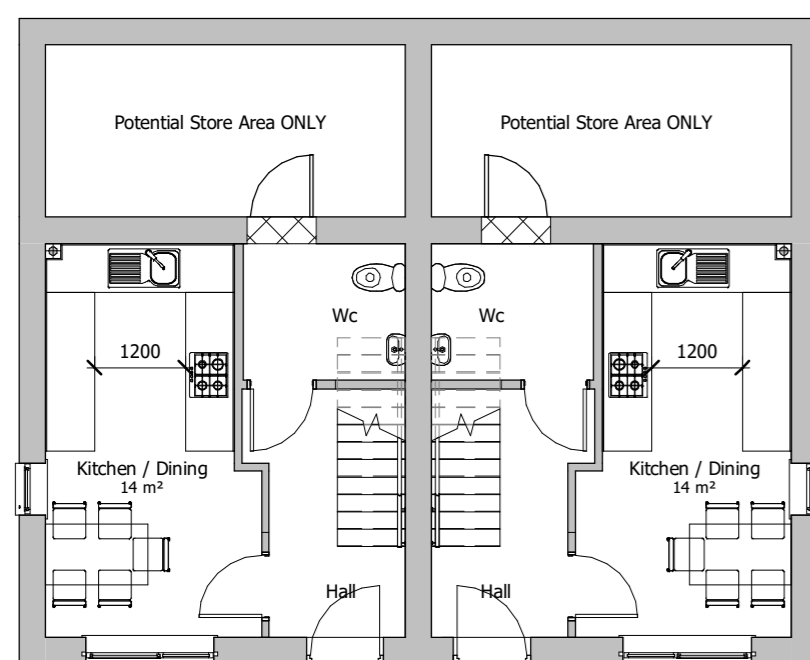 Potential Store Area ONLY
Potential Store Area ONLY
Wc
Wc
1200
1200
Kitchen / Dining
14 m²
Kitchen / Dining
14 m²
Hall
Hall